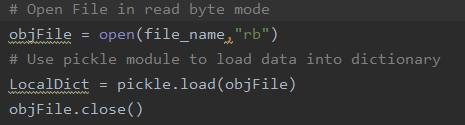 # Open File in read byte mode
objFile = open(file_name,"rb")
# Use pickle module to load data into dictionary
LocalDict = pickle.load(objFile)
objFile.close()